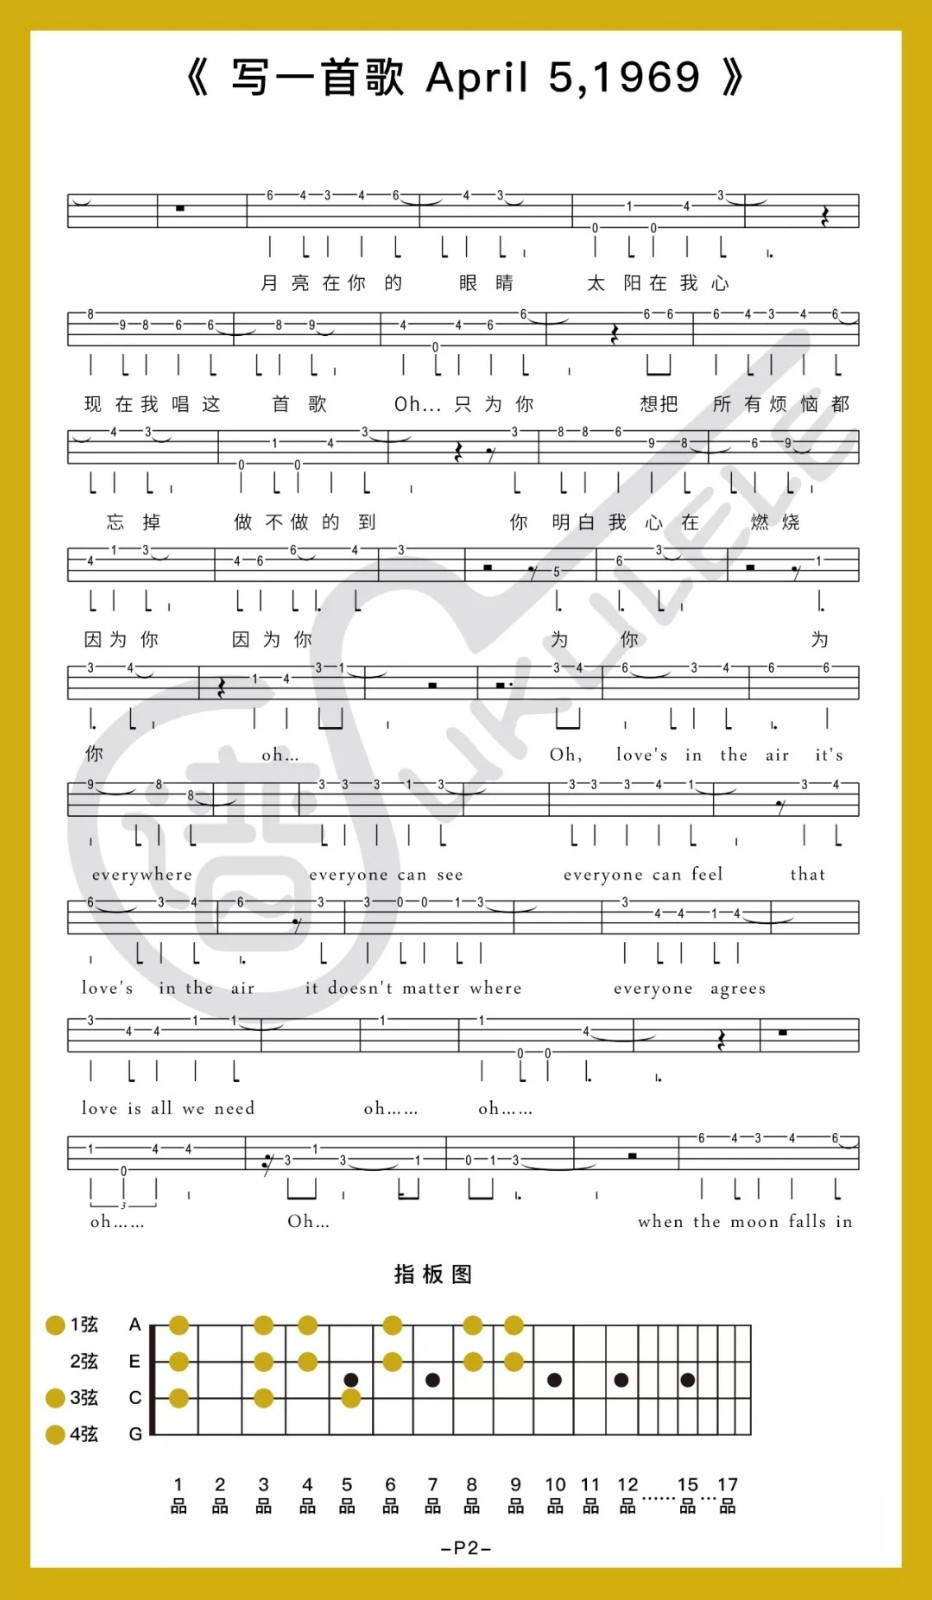 《 写一首歌 April 5,1969 》
6 4 3 4 6 4 3 0 1 0 4 3
月亮在你的 眼睛 太阳在我心
8 9 8 6 6 8 9 4 0 4 6 6 6 6 6 4 3 4 6
现在我唱这 首歌 Oh... 只为你 想把 所有烦恼都
4 3 0 1 0 4 3 3 8 8 6 9 8 6 9
忘掉 做不做的到 你 明白我心在 燃烧
4 1 3 4 6 6 4 3 5 6 3 1
因为你 因为你 为 你 为
3 4 1 4 3 1 3 4 6 3 4 6 6
你 oh... Oh, love's in the air it's
9 8 8 3 3 3 1 3 3 3 3 4 1 3 4
everywhere everyone can see everyone can feel that
6 3 4 6 3 3 0 0 1 3 3 4 4 1 4
love's in the air it doesn't matter where everyone agrees
3 4 4 1 1 1 1 0 0 4
love is all we need oh...... oh......
1 0 4 4 3 1 3 1 0 1 3 6 4 3 4 6
3
oh...... Oh... when the moon falls in
指板图
1弦 A
2弦 E
3弦 C
4弦 G
1 2 3 4 5 6 7 8 9 10 11 12 ...... 15 ... 17
品 品 品 品 品 品 品 品 品 品 品 品 品 品
-P2-
谱
UKULELE